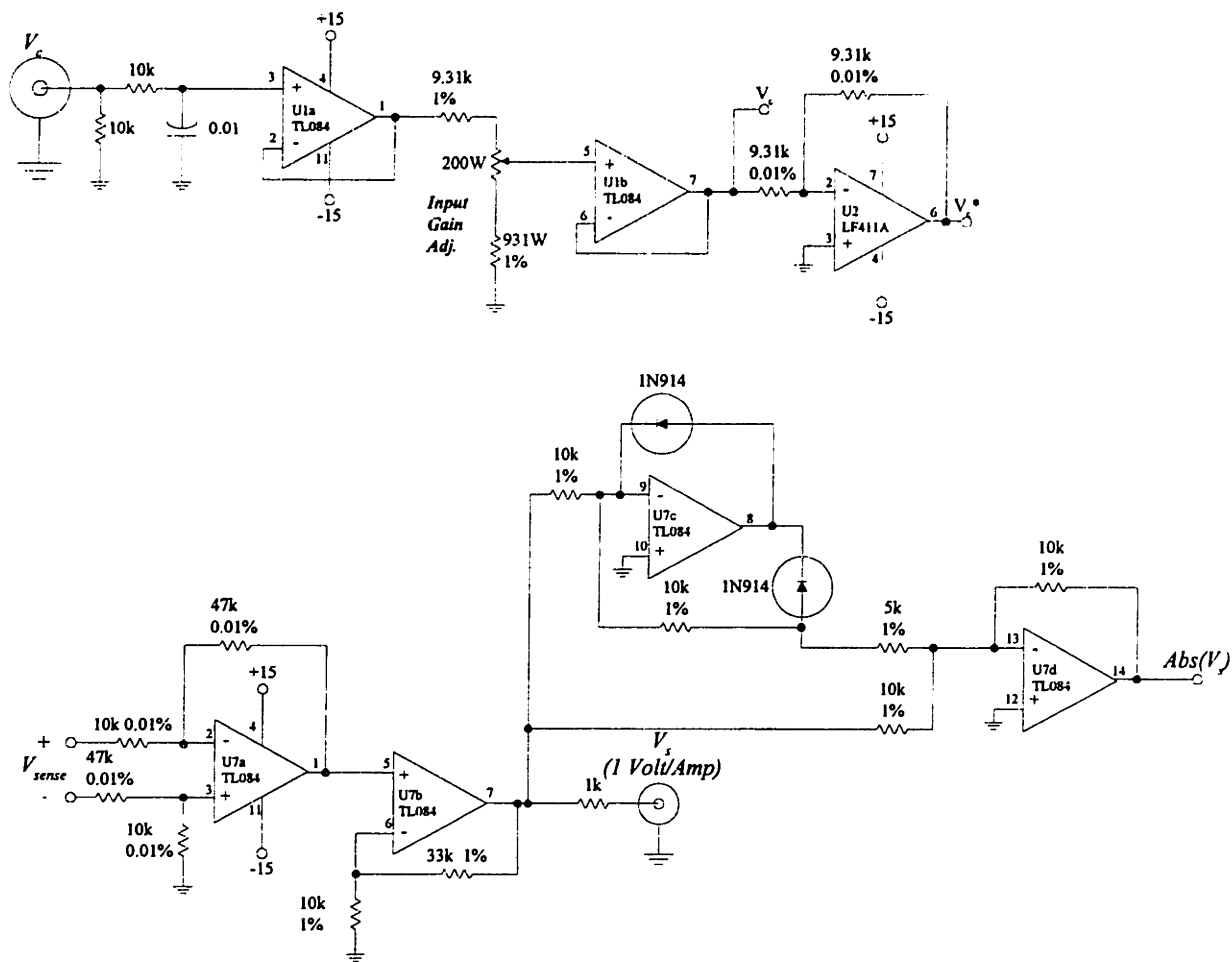 +15
V_c
10k
3
+
4
1
U1a
TL084
2
-
11
10k
0.01
-15
9.31k
1%
200W
Input
Gain
Adj.
931W
1%
5
+
U1b
TL084
7
6
-
V_c
9.31k
0.01%
9.31k
0.01%
+15
2
-
7
U2
LF411A
6
3
+
4
-15
1N914
10k
1%
9
-
U7c
TL084
8
10
+
1N914
10k
1%
5k
1%
10k
1%
10k
1%
13
-
U7d
TL084
14
12
+
Abs(V_s)
47k
0.01%
+15
+
10k 0.01%
2
-
4
V_sense
47k
0.01%
U7a
TL084
1
-
3
+
11
10k
0.01%
-15
5
+
U7b
TL084
7
6
-
33k 1%
10k
1%
V_s
(1 Volt/Amp)
1k